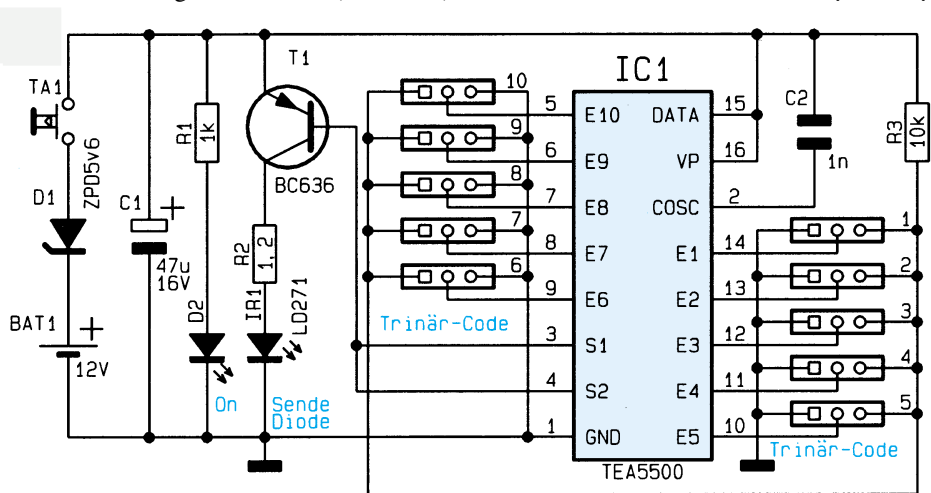 TA1
ZPD5v6
D1
BAT1
12V
C1
47u
16V
R1
1k
D2
On
T1
BC636
R2
1,2
IR1
LD271
Sende
Diode
10
9
8
7
6
Trinär-Code
5
6
7
8
9
3
4
1
IC1
E10
E9
E8
E7
E6
S1
S2
GND
DATA
VP
COSC
E1
E2
E3
E4
E5
TEA5500
15
16
2
14
13
12
11
10
C2
1n
R3
10k
1
2
3
4
5
Trinär-Code